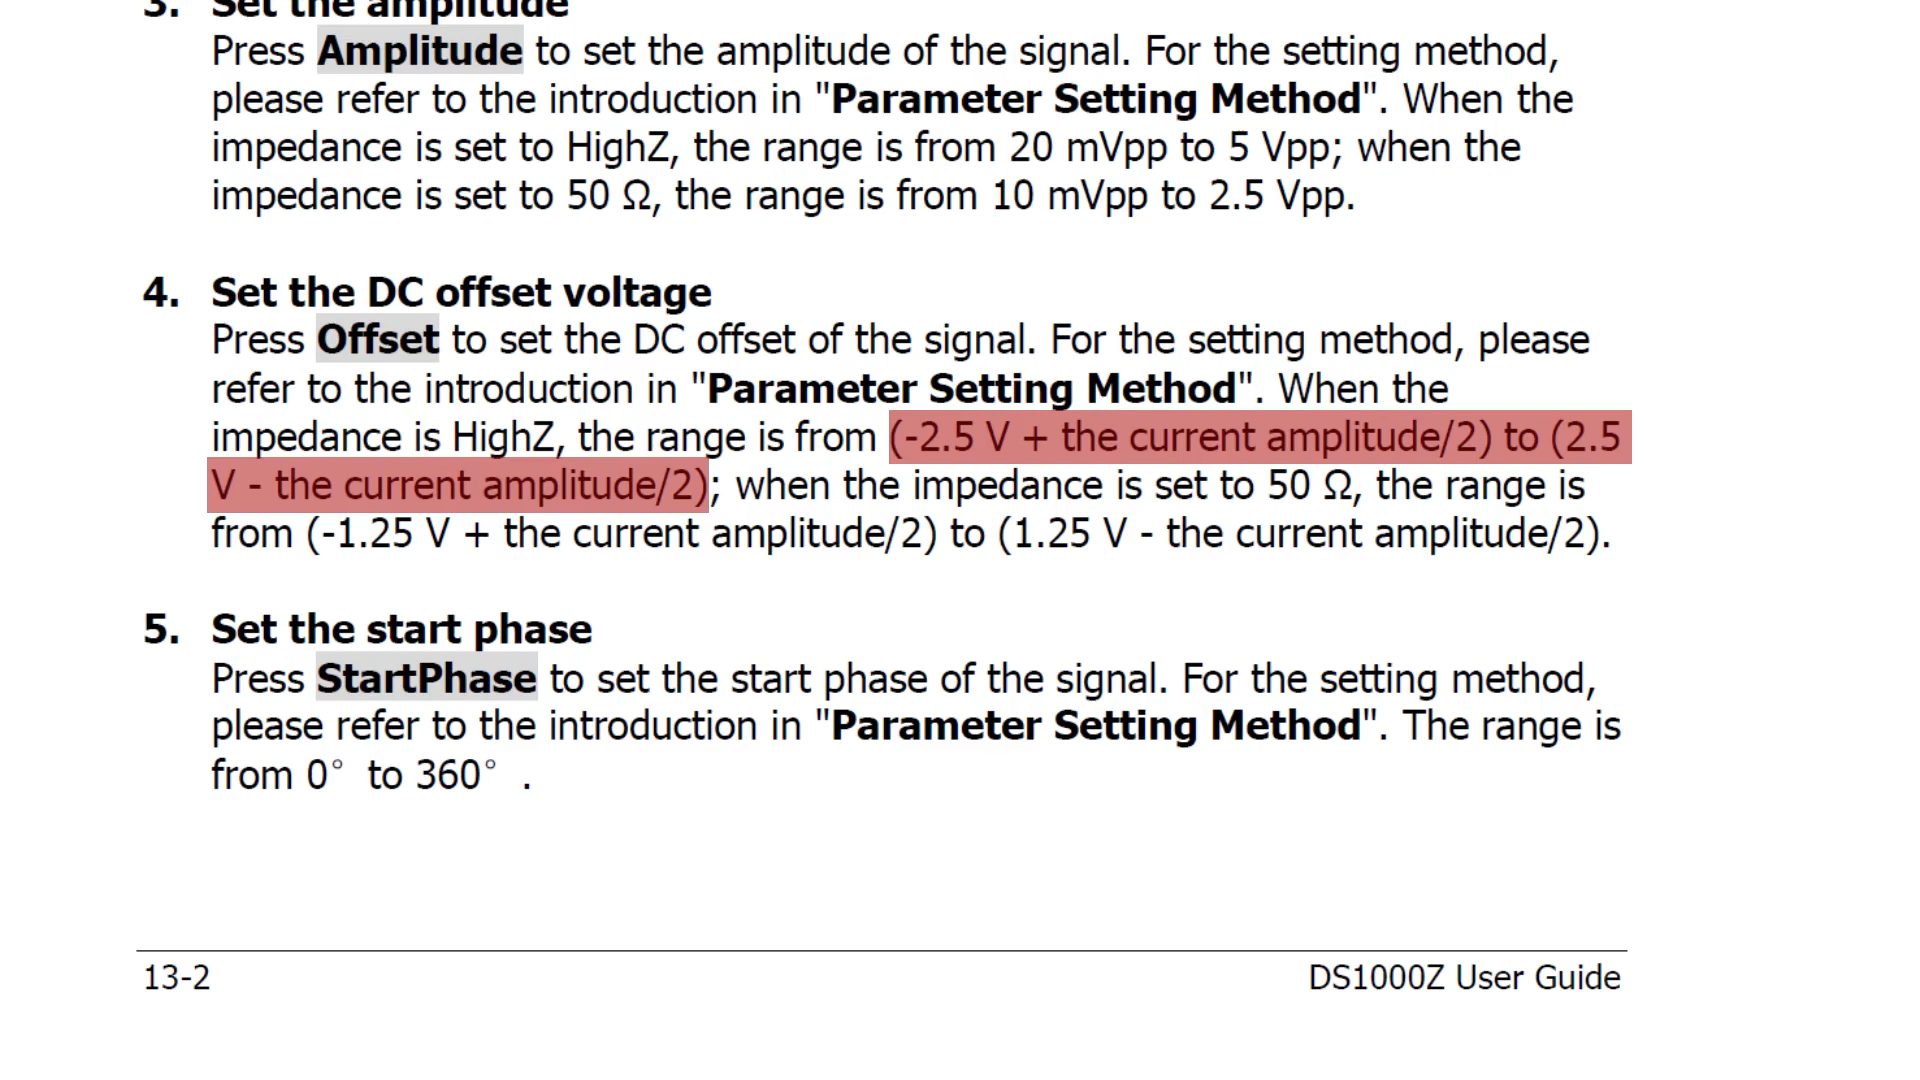 3. Set the amplitude
Press Amplitude to set the amplitude of the signal. For the setting method,
please refer to the introduction in "Parameter Setting Method". When the
impedance is set to HighZ, the range is from 20 mVpp to 5 Vpp; when the
impedance is set to 50 Ω, the range is from 10 mVpp to 2.5 Vpp.
4. Set the DC offset voltage
Press Offset to set the DC offset of the signal. For the setting method, please
refer to the introduction in "Parameter Setting Method". When the
impedance is HighZ, the range is from (-2.5 V + the current amplitude/2) to (2.5
V - the current amplitude/2); when the impedance is set to 50 Ω, the range is
from (-1.25 V + the current amplitude/2) to (1.25 V - the current amplitude/2).
5. Set the start phase
Press StartPhase to set the start phase of the signal. For the setting method,
please refer to the introduction in "Parameter Setting Method". The range is
from 0° to 360° .
13-2 DS1000Z User Guide